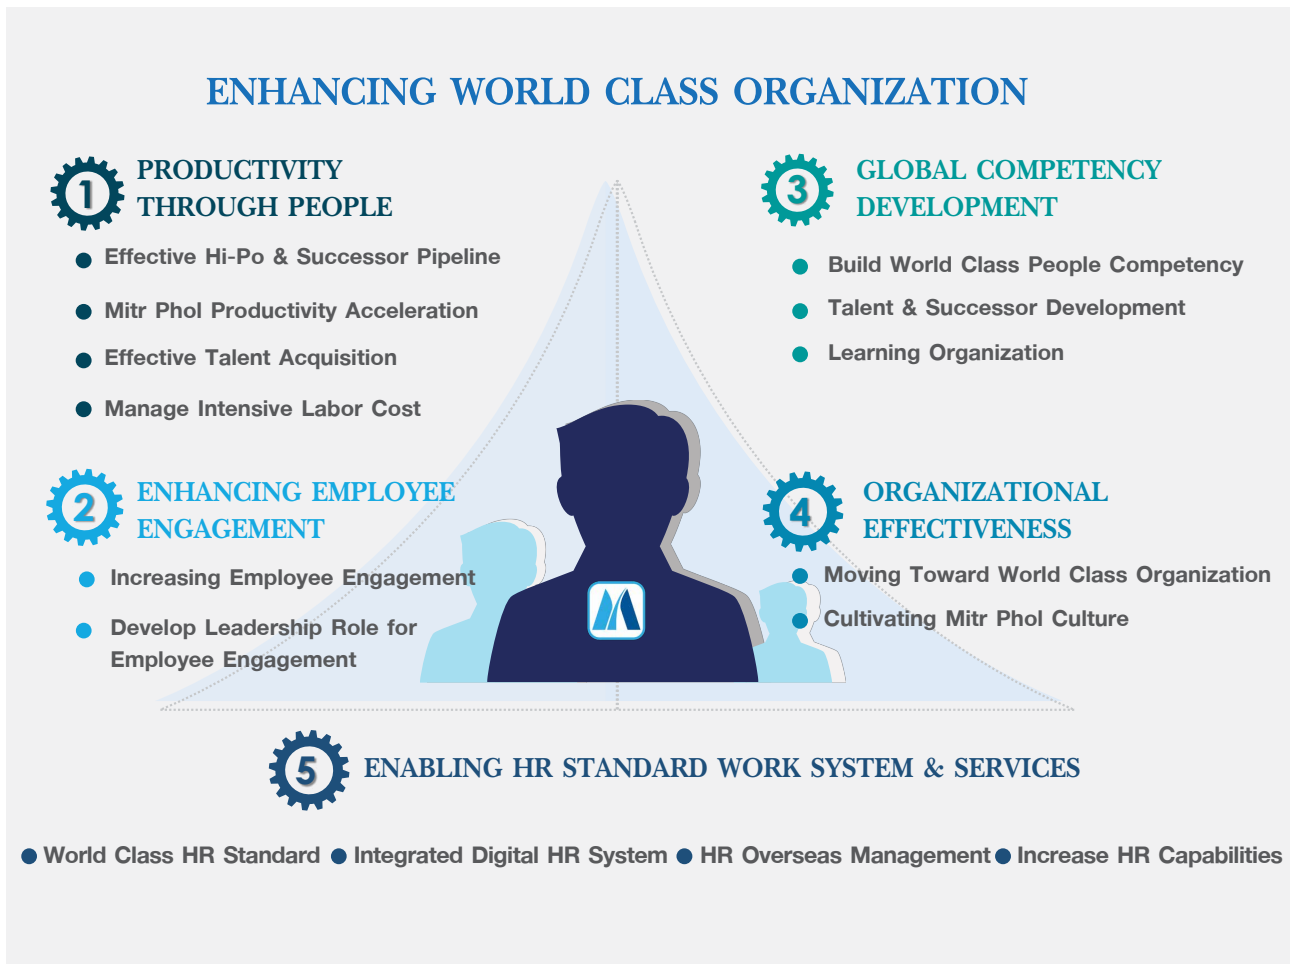 ENHANCING WORLD CLASS ORGANIZATION
1
PRODUCTIVITY
THROUGH PEOPLE
Effective Hi-Po & Successor Pipeline
Mitr Phol Productivity Acceleration
Effective Talent Acquisition
Manage Intensive Labor Cost
2
ENHANCING EMPLOYEE
ENGAGEMENT
Increasing Employee Engagement
Develop Leadership Role for
Employee Engagement
3
GLOBAL COMPETENCY
DEVELOPMENT
Build World Class People Competency
Talent & Successor Development
Learning Organization
4
ORGANIZATIONAL
EFFECTIVENESS
Moving Toward World Class Organization
Cultivating Mitr Phol Culture
5
ENABLING HR STANDARD WORK SYSTEM & SERVICES
World Class HR Standard
Integrated Digital HR System
HR Overseas Management
Increase HR Capabilities